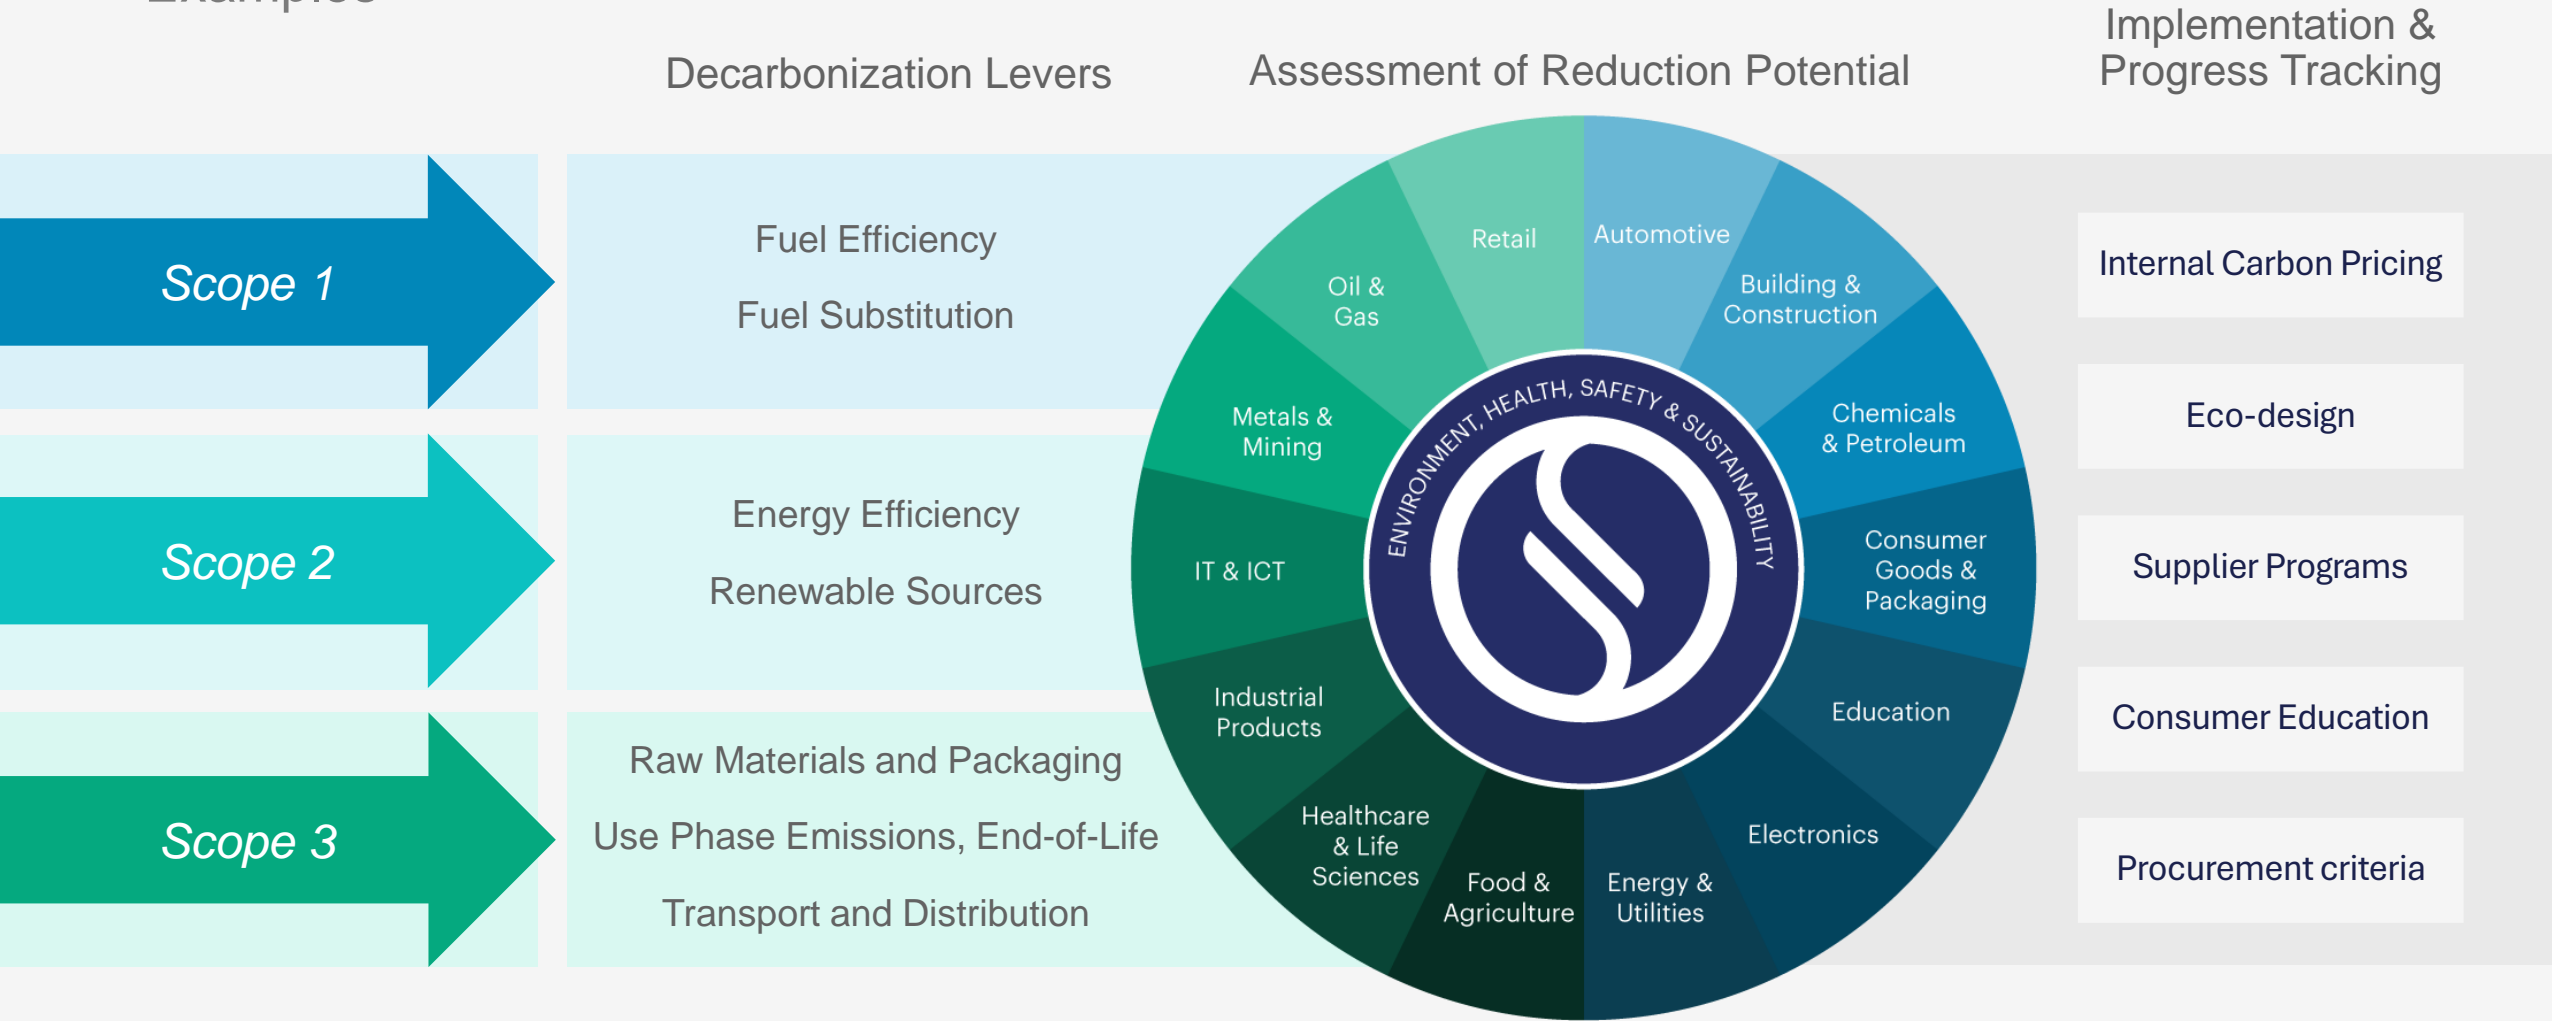 Examples
Decarbonization Levers
Assessment of Reduction Potential
Implementation &
Progress Tracking
Scope 1
Fuel Efficiency
Fuel Substitution
Scope 2
Energy Efficiency
Renewable Sources
Scope 3
Raw Materials and Packaging
Use Phase Emissions, End-of-Life
Transport and Distribution
ENVIRONMENT, HEALTH, SAFETY & SUSTAINABILITY
Automotive
Building &
Construction
Chemicals
& Petroleum
Consumer
Goods &
Packaging
Education
Electronics
Energy &
Utilities
Food &
Agriculture
Healthcare
& Life
Sciences
Industrial
Products
IT & ICT
Metals &
Mining
Oil &
Gas
Retail
Internal Carbon Pricing
Eco-design
Supplier Programs
Consumer Education
Procurement criteria